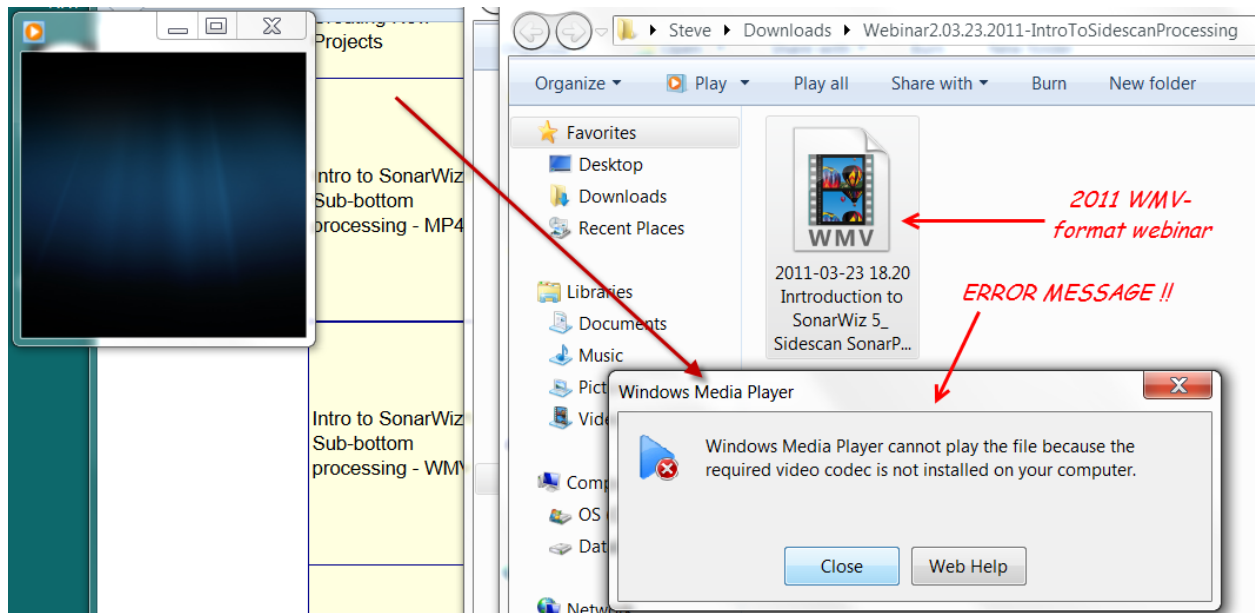 Projects
Intro to SonarWiz
Sub-bottom
processing - MP4
Intro to SonarWiz
Sub-bottom
processing - WMV
Steve Downloads Webinar2.03.23.2011-IntroToSidescanProcessing
Organize Play Play all Share with Burn New folder
Favorites
Desktop
Downloads
Recent Places
Libraries
Documents
Music
OS
WMV
2011-03-23 18.20
Inrtroduction to
SonarWiz 5_
Sidescan SonarP...
2011 WMV-
format webinar
ERROR MESSAGE !!
Windows Media Player
Windows Media Player cannot play the file because the
required video codec is not installed on your computer.
Close Web Help